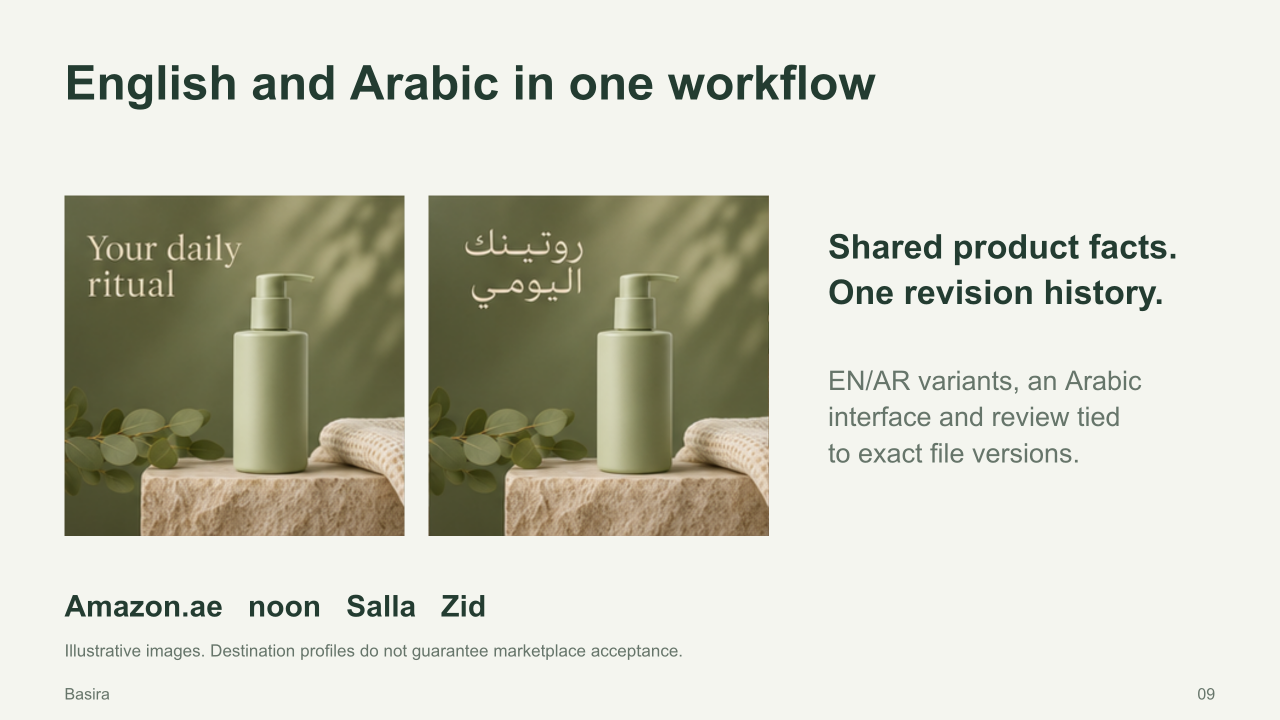 English and Arabic in one workflow
Your daily
ritual
روتينك
اليومي
Shared product facts.
One revision history.
EN/AR variants, an Arabic
interface and review tied
to exact file versions.
Amazon.ae noon Salla Zid
Illustrative images. Destination profiles do not guarantee marketplace acceptance.
Basira
09